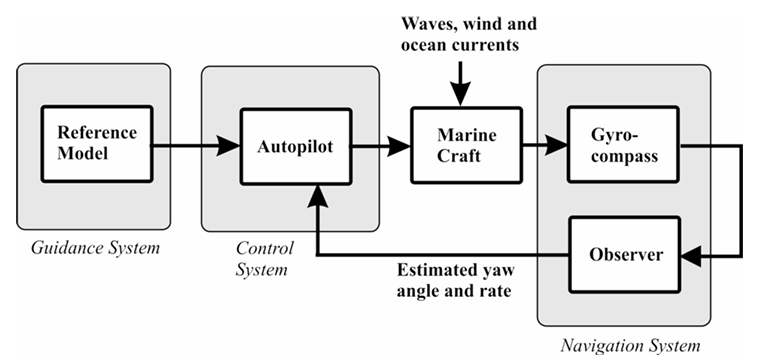 Waves, wind and
ocean currents
Reference
Model
Autopilot
Marine
Craft
Gyro-
compass
Observer
Guidance System
Control
System
Estimated yaw
angle and rate
Navigation System